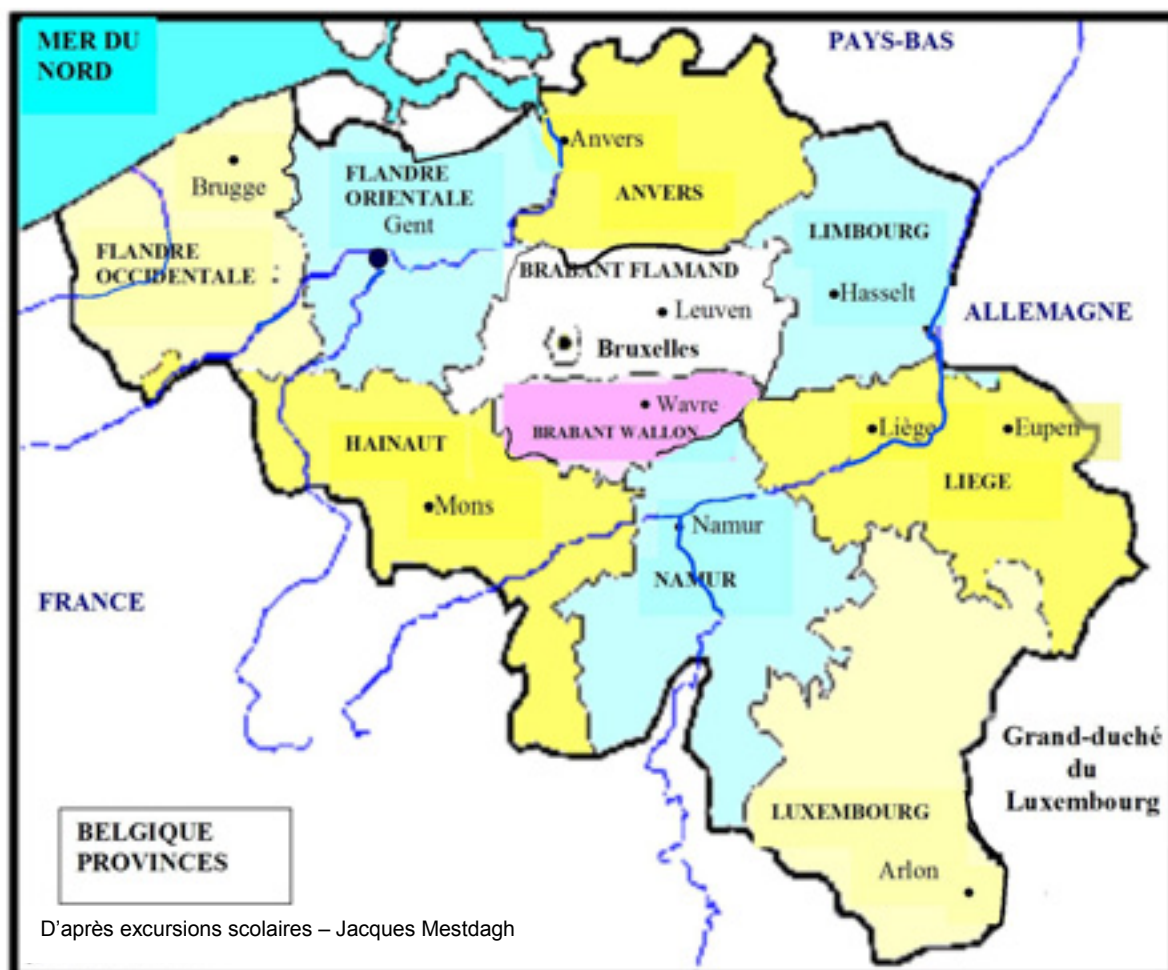 MER DU
NORD
PAYS-BAS
Anvers
Brugge
FLANDRE
ORIENTALE
Gent
ANVERS
LIMBOURG
FLANDRE
OCCIDENTALE
BRABANT FLAMAND
Hasselt
Leuven
ALLEMAGNE
Bruxelles
Wavre
BRABANT WALLON
HAINAUT
Liège
Eupen
LIEGE
Mons
Namur
NAMUR
FRANCE
Grand-duché
du
Luxembourg
LUXEMBOURG
BELGIQUE
PROVINCES
Arlon
D'après excursions scolaires – Jacques Mestdagh